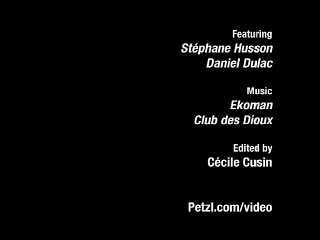 Featuring
Stéphane Husson
Daniel Dulac
Music
Ekoman
Club des Dioux
Edited by
Cécile Cusin
Petzl.com/video